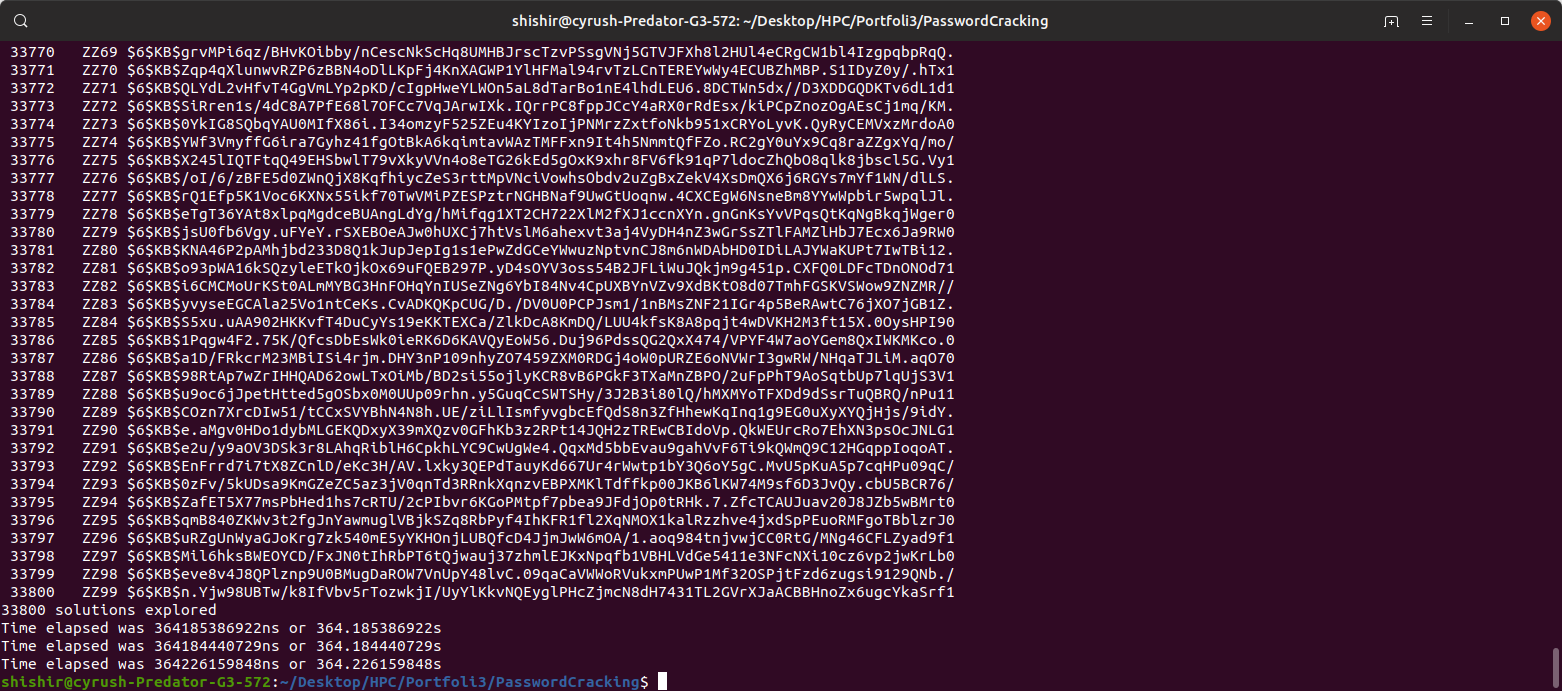 shishir@cyrush-Predator-G3-572: ~/Desktop/HPC/Portfoli3/PasswordCracking
33770 ZZ69 $6$KB$grvMPi6qz/BHvKOibby/nCescNkScHq8UMHBJrscTzvPSsgVNj5GTVJFXh8l2HUl4eCRgCW1bl4IzgpqbpRqQ.
33771 ZZ70 $6$KB$Zqp4qXlunwvRZP6zBBN4oDlLKpFj4KnXAGWP1YlHFMal94rvTzLCnTEREYwWy4ECUBZhMBP.S1IDyZ0y/.hTx1
33772 ZZ71 $6$KB$QLYdL2vHfvT4GgVmLYp2pKD/cIgpHweYLWOn5aL8dTarBo1nE4lhdLEU6.8DCTWn5dx//D3XDDGQDKTv6dL1d1
33773 ZZ72 $6$KB$SiRren1s/4dC8A7PfE68l7OFCc7VqJArwIXk.IQrrPC8fppJCcY4aRX0rRdEsx/kiPCpZnozOgAEsCj1mq/KM.
33774 ZZ73 $6$KB$0YkIG8SQbqYAU0MIfX86i.I34omzyF525ZEu4KYIzoIjPNMrzZxtfoNkb951xCRYoLyvK.QyRyCEMVxzMrdoA0
33775 ZZ74 $6$KB$YWf3VmyffG6ira7Gyhz41fgOtBkA6kqimtavWAzTMFFxn9It4h5NmmtQfFZo.RC2gY0uYx9Cq8raZZgxYq/mo/
33776 ZZ75 $6$KB$X245lIQTFtqQ49EHSbwlT79vXkyVVn4o8eTG26kEd5gOxK9xhr8FV6fk91qP7ldocZhQbO8qlk8jbscl5G.Vy1
33777 ZZ76 $6$KB$/oI/6/zBFE5d0ZWnQjX8KqfhiycZeS3rttMpVNciVowhsObdv2uZgBxZekV4XsDmQX6j6RGYs7mYf1WN/dlLS.
33778 ZZ77 $6$KB$rQ1Efp5K1Voc6KXNx55ikf70TwVMiPZESPztrNGHBNaf9UwGtUoqnw.4CXCEgW6NsneBm8YYwWpbir5wpqlJl.
33779 ZZ78 $6$KB$eTgT36YAt8xlpqMgdceBUAngLdYg/hMifqg1XT2CH722XlM2fXJ1ccnXYn.gnGnKsYvVPqsQtKqNgBkqjWger0
33780 ZZ79 $6$KB$jsU0fb6Vgy.uFYeY.rSXEBOeAJw0hUXCj7htVslM6ahexvt3aj4VyDH4nZ3wGrSsZTlFAMZlHbJ7Ecx6Ja9RW0
33781 ZZ80 $6$KB$KNA46P2pAMhjbd233D8Q1kJupJepIg1s1ePwZdGCeYWwuzNptvnCJ8m6nWDAbHD0IDiLAJYWaKUPt7IwTBi12.
33782 ZZ81 $6$KB$o93pWA16kSQzyleETkOjkOx69uFQEB297P.yD4sOYV3oss54B2JFLiWuJQkjm9g451p.CXFQ0LDFcTDnONOd71
33783 ZZ82 $6$KB$i6CMCMoUrKSt0ALmMYBG3HnFOHqYnIUSeZNg6YbI84Nv4CpUXBYnVZv9XdBKtO8d07TmhFGSKVSWow9ZNZMR//
33784 ZZ83 $6$KB$yvyseEGCAla25Vo1ntCeKs.CvADKQKpCUG/D./DV0U0PCPJsm1/1nBMsZNF21IGr4p5BeRAwtC76jXO7jGB1Z.
33785 ZZ84 $6$KB$S5xu.uAA902HKKvfT4DuCyYs19eKKTEXCa/ZlkDcA8KmDQ/LUU4kfsK8A8pqjt4wDVKH2M3ft15X.0OysHPI90
33786 ZZ85 $6$KB$1Pqgw4F2.75K/QfcsDbEsWk0ieRK6D6KAVQyEoW56.Duj96PdssQG2QxX474/VPYF4W7aoYGem8QxIWKMKco.0
33787 ZZ86 $6$KB$a1D/FRkcrM23MBiISi4rjm.DHY3nP109nhyZO7459ZXM0RDGj4oW0pURZE6oNVWrI3gwRW/NHqaTJLiM.aqO70
33788 ZZ87 $6$KB$98RtAp7wZrIHHQAD62owLTxOiMb/BD2si55ojlyKCR8vB6PGkF3TXaMnZBPO/2uFpPhT9AoSqtbUp7lqUjS3V1
33789 ZZ88 $6$KB$u9oc6jJpetHtted5gOSbx0M0UUp09rhn.y5GuqCcSWTSHy/3J2B3i80lQ/hMXMYoTFXDd9dSsrTuQBRQ/nPu11
33790 ZZ89 $6$KB$COzn7XrcDIw51/tCCxSVYBhN4N8h.UE/ziLlIsmfyvgbcEfQdS8n3ZfHhewKqInq1g9EG0uXyXYQjHjs/9idY.
33791 ZZ90 $6$KB$e.aMgv0HDo1dybMLGEKQDxyX39mXQzv0GFhKb3z2RPt14JQH2zTREwCBIdoVp.QkWEUrcRo7EhXN3psOcJNLG1
33792 ZZ91 $6$KB$e2u/y9aOV3DSk3r8LAhqRiblH6CpkhLYC9CwUgWe4.QqxMd5bbEvau9gahVvF6Ti9kQWmQ9C12HGqppIoqoAT.
33793 ZZ92 $6$KB$EnFrrd7i7tX8ZCnlD/eKc3H/AV.lxky3QEPdTauyKd667Ur4rWwtp1bY3Q6oY5gC.MvU5pKuA5p7cqHPu09qC/
33794 ZZ93 $6$KB$0zFv/5kUDsa9KmGZeZC5az3jV0qnTd3RRnkXqnzvEBPXMKlTdffkp00JKB6lKW74M9sf6D3JvQy.cbU5BCR76/
33795 ZZ94 $6$KB$ZafET5X77msPbHed1hs7cRTU/2cPIbvr6KGoPMtpf7pbea9JFdjOp0tRHk.7.ZfcTCAUJuav20J8JZb5wBMrt0
33796 ZZ95 $6$KB$qmB840ZKWv3t2fgJnYawmuglVBjkSZq8RbPyf4IhKFR1fl2XqNMOX1kalRzzhve4jxdSpPEuoRMFgoTBblzrJ0
33797 ZZ96 $6$KB$uRZgUnWyaGJoKrg7zk540mE5yYKHOnjLUBQfcD4JjmJwW6mOA/1.aoq984tnjvwjCC0RtG/MNg46CFLZyad9f1
33798 ZZ97 $6$KB$Mil6hksBWEOYCD/FxJN0tIhRbPT6tQjwauj37zhmlEJKxNpqfb1VBHLVdGe5411e3NFcNXi10cz6vp2jwKrLb0
33799 ZZ98 $6$KB$eve8v4J8QPlznp9U0BMugDaROW7VnUpY48lvC.09qaCaVWWoRVukxmPUwP1Mf32OSPjtFzd6zugsi9129QNb./
33800 ZZ99 $6$KB$n.Yjw98UBTw/k8IfVbv5rTozwkjI/UyYlKkvNQEyglPHcZjmcN8dH7431TL2GVrXJaACBBHnoZx6ugcYkaSrf1
33800 solutions explored
Time elapsed was 364185386922ns or 364.185386922s
Time elapsed was 364184440729ns or 364.184440729s
Time elapsed was 364226159848ns or 364.226159848s
shishir@cyrush-Predator-G3-572:~/Desktop/HPC/Portfoli3/PasswordCracking$